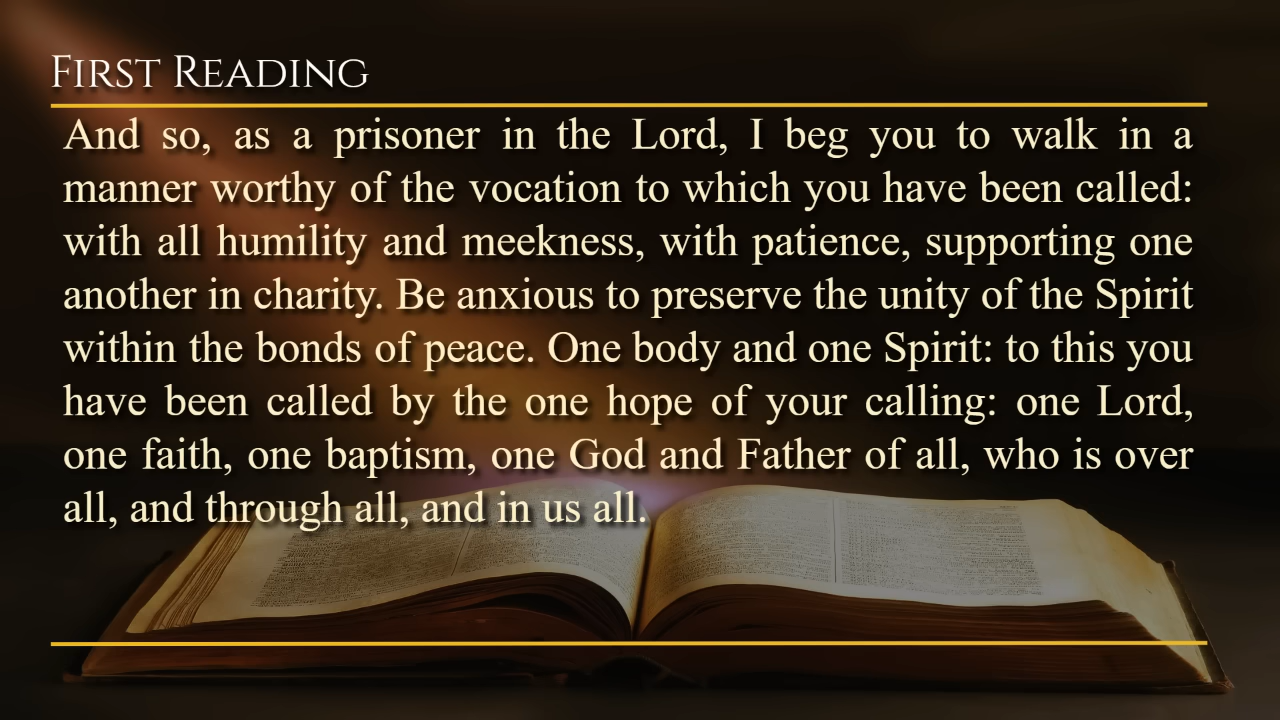 First Reading
And so, as a prisoner in the Lord, I beg you to walk in a
manner worthy of the vocation to which you have been called:
with all humility and meekness, with patience, supporting one
another in charity. Be anxious to preserve the unity of the Spirit
within the bonds of peace. One body and one Spirit: to this you
have been called by the one hope of your calling: one Lord,
one faith, one baptism, one God and Father of all, who is over
all, and through all, and in us all.